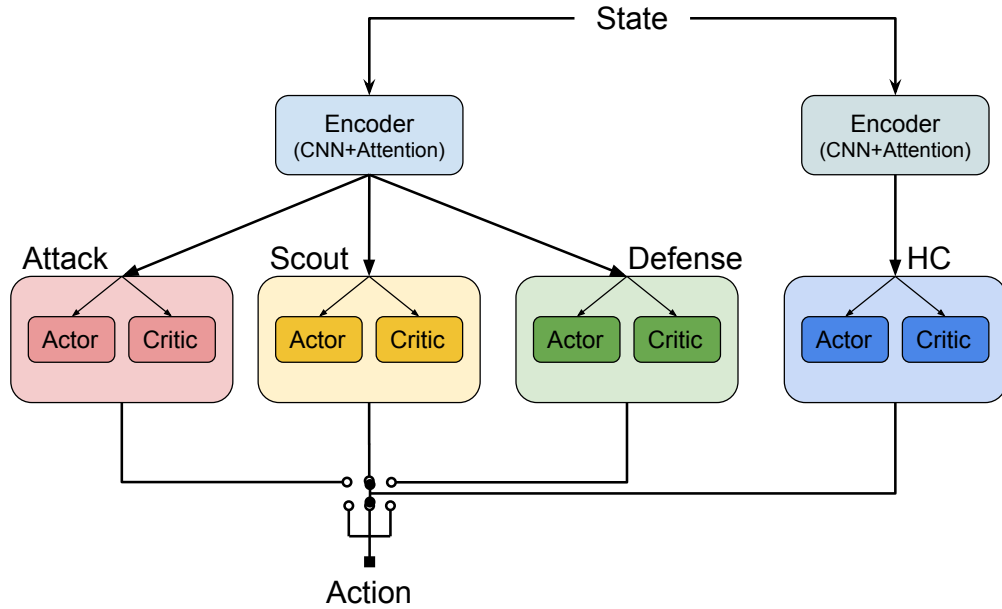 State
Encoder
(CNN+Attention)
Encoder
(CNN+Attention)
Attack
Scout
Defense
HC
Actor
Critic
Actor
Critic
Actor
Critic
Actor
Critic
Action